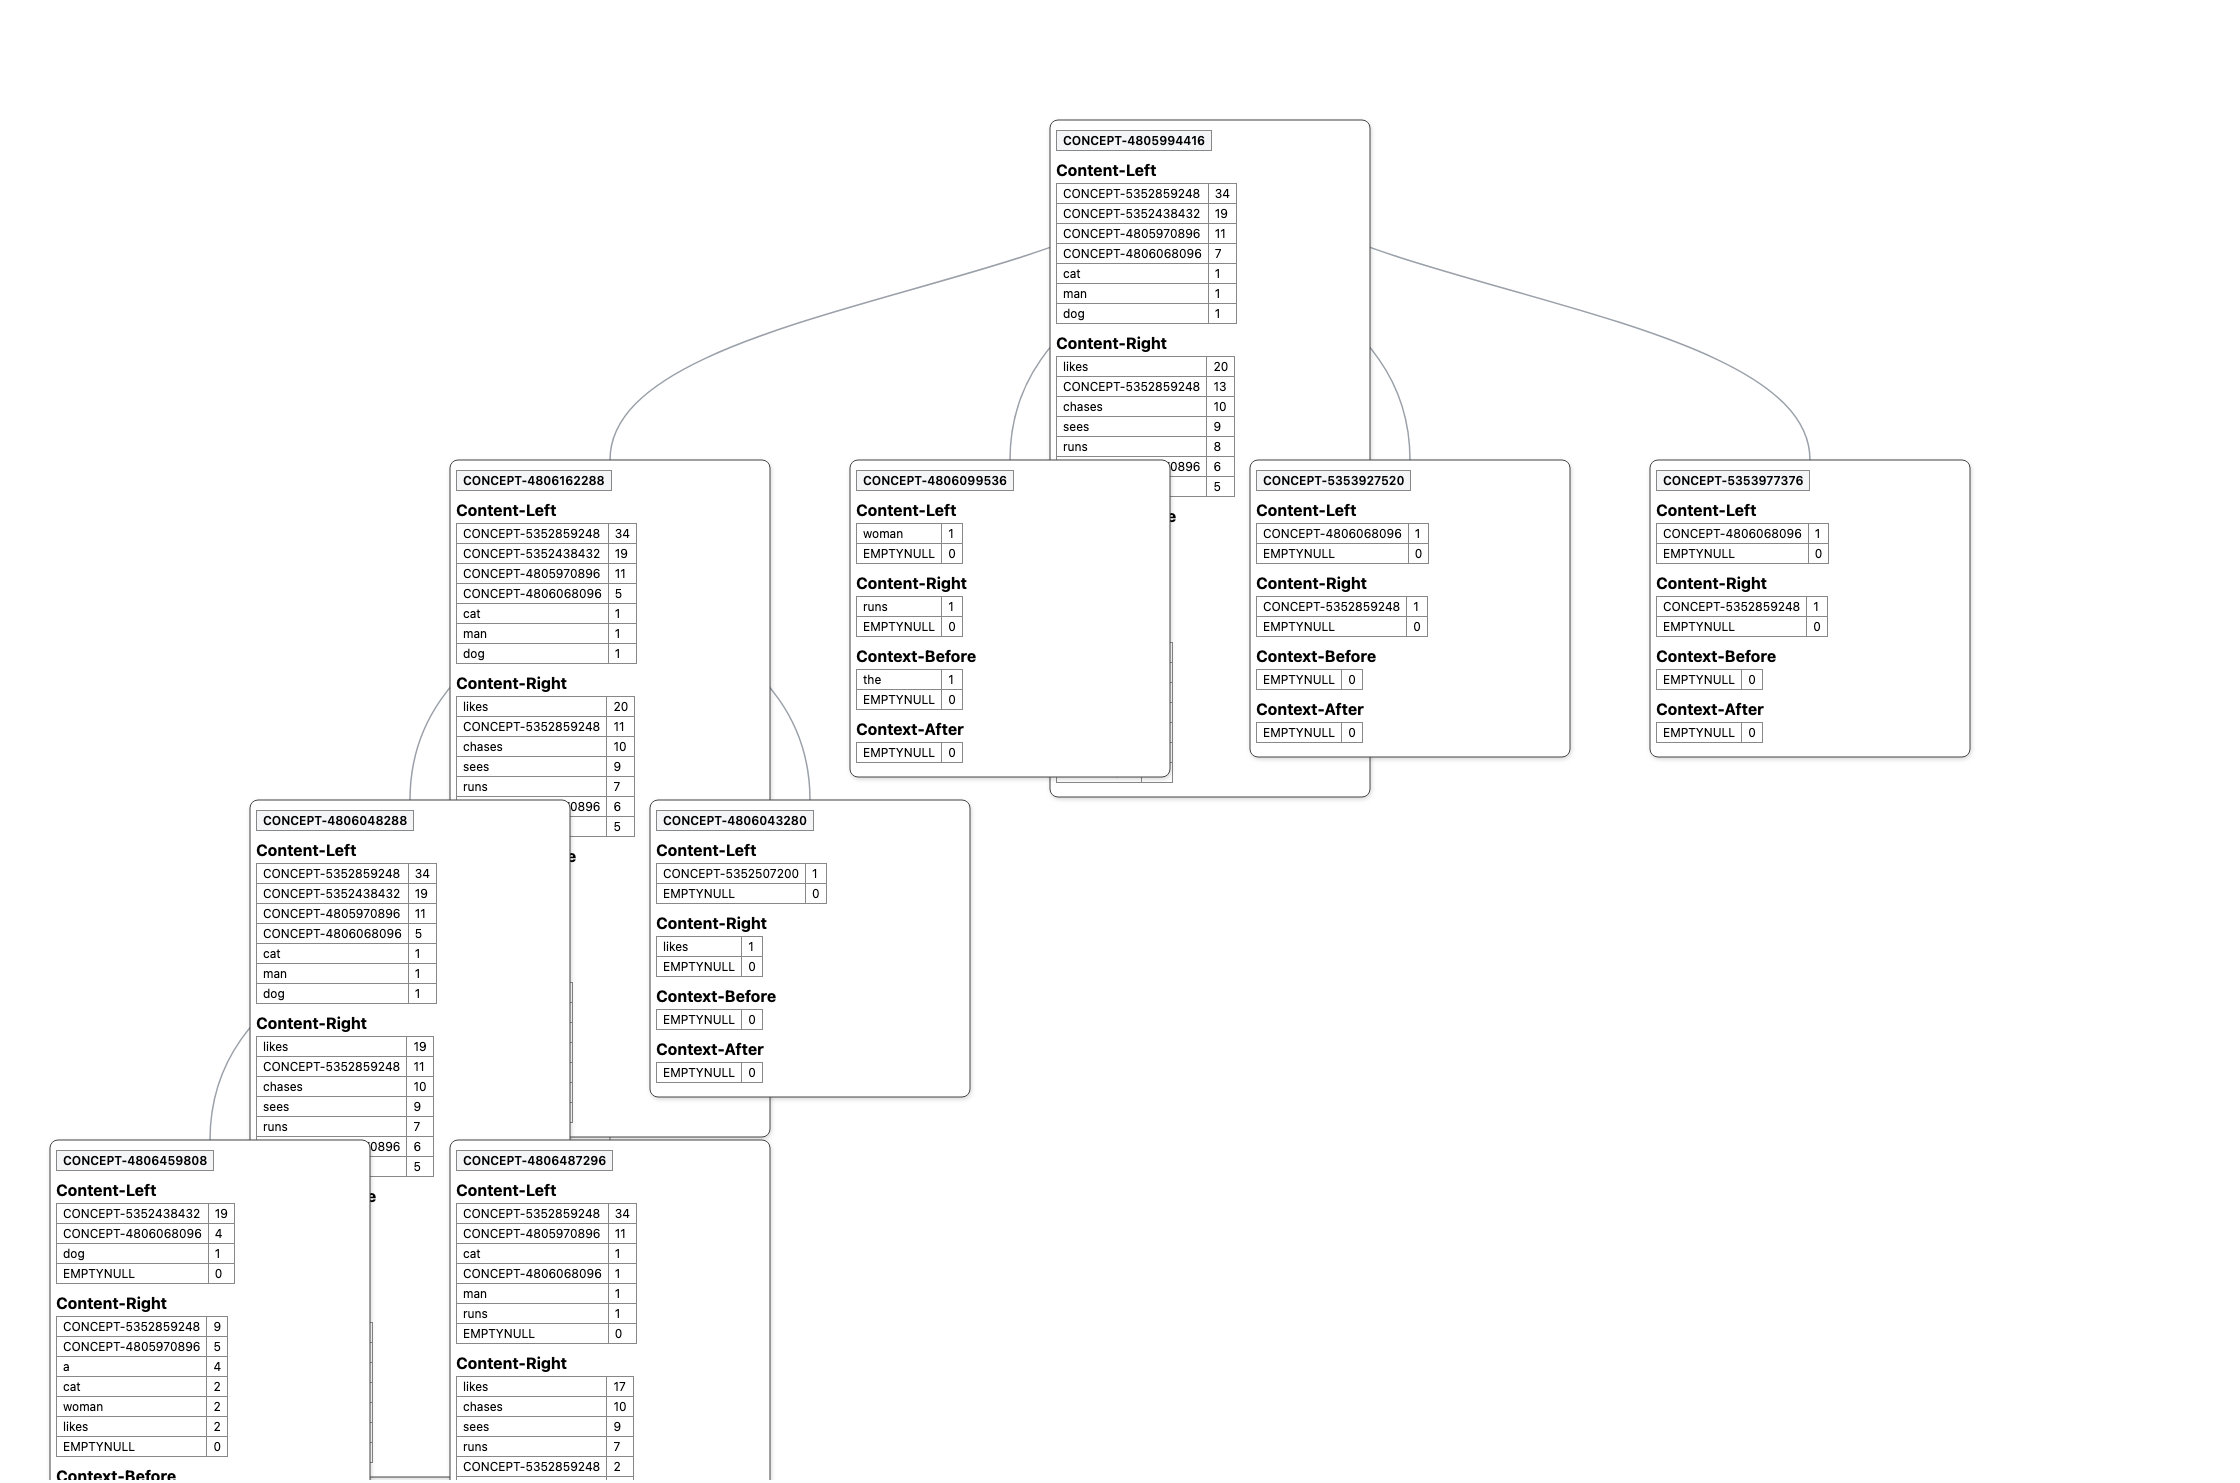 CONCEPT-4805994416
Content-Left
CONCEPT-5352859248 34
CONCEPT-5352438432 19
CONCEPT-4805970896 11
CONCEPT-4806068096 7
cat 1
man 1
dog 1
Content-Right
likes 20
CONCEPT-5352859248 13
chases 10
sees 9
runs 8
0896 6
5
e
CONCEPT-4806162288
Content-Left
CONCEPT-5352859248 34
CONCEPT-5352438432 19
CONCEPT-4805970896 11
CONCEPT-4806068096 5
cat 1
man 1
dog 1
Content-Right
likes 20
CONCEPT-5352859248 11
chases 10
sees 9
runs 7
0896 6
5
e
CONCEPT-4806099536
Content-Left
woman 1
EMPTYNULL 0
Content-Right
runs 1
EMPTYNULL 0
Context-Before
the 1
EMPTYNULL 0
Context-After
EMPTYNULL 0
CONCEPT-5353927520
Content-Left
CONCEPT-4806068096 1
EMPTYNULL 0
Content-Right
CONCEPT-5352859248 1
EMPTYNULL 0
Context-Before
EMPTYNULL 0
Context-After
EMPTYNULL 0
CONCEPT-5353977376
Content-Left
CONCEPT-4806068096 1
EMPTYNULL 0
Content-Right
CONCEPT-5352859248 1
EMPTYNULL 0
Context-Before
EMPTYNULL 0
Context-After
EMPTYNULL 0
CONCEPT-4806048288
Content-Left
CONCEPT-5352859248 34
CONCEPT-5352438432 19
CONCEPT-4805970896 11
CONCEPT-4806068096 5
cat 1
man 1
dog 1
Content-Right
likes 19
CONCEPT-5352859248 11
chases 10
sees 9
runs 7
0896 6
5
e
CONCEPT-4806043280
Content-Left
CONCEPT-5352507200 1
EMPTYNULL 0
Content-Right
likes 1
EMPTYNULL 0
Context-Before
EMPTYNULL 0
Context-After
EMPTYNULL 0
CONCEPT-4806459808
Content-Left
CONCEPT-5352438432 19
CONCEPT-4806068096 4
dog 1
EMPTYNULL 0
Content-Right
CONCEPT-5352859248 9
CONCEPT-4805970896 5
a 4
cat 2
woman 2
likes 2
EMPTYNULL 0
Context-Before
CONCEPT-4806487296
Content-Left
CONCEPT-5352859248 34
CONCEPT-4805970896 11
cat 1
CONCEPT-4806068096 1
man 1
runs 1
EMPTYNULL 0
Content-Right
likes 17
chases 10
sees 9
runs 7
CONCEPT-5352859248 2